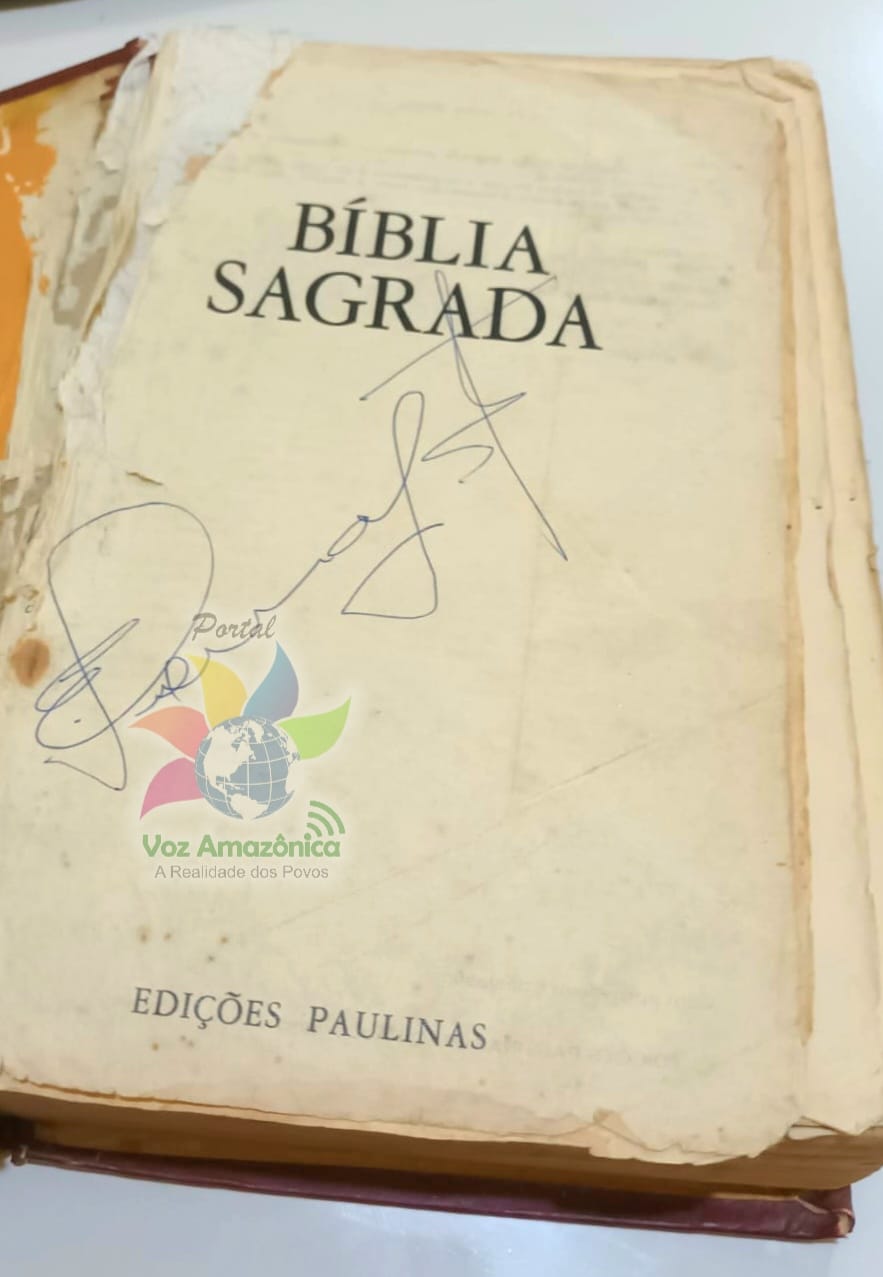 BÍBLIA
SAGRADA
Portal
Voz Amazônica
A Realidade dos Povos
EDIÇÕES PAULINAS